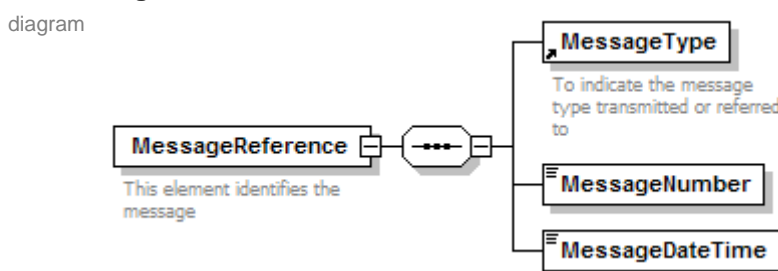 diagram
MessageType
To indicate the message
type transmitted or referred
to
MessageReference
This element identifies the
message
MessageNumber
MessageDateTime